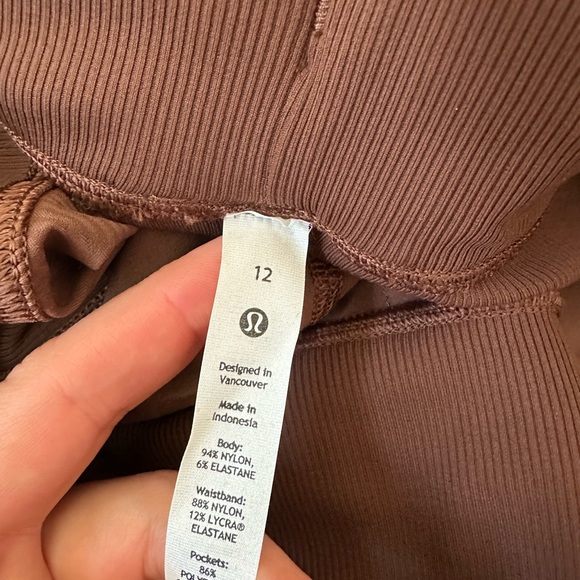 12
Designed in
Vancouver
Made in
Indonesia
Body:
94% NYLON,
6% ELASTANE
Waistband:
88% NYLON,
12% LYCRA®
ELASTANE
Pockets:
86%